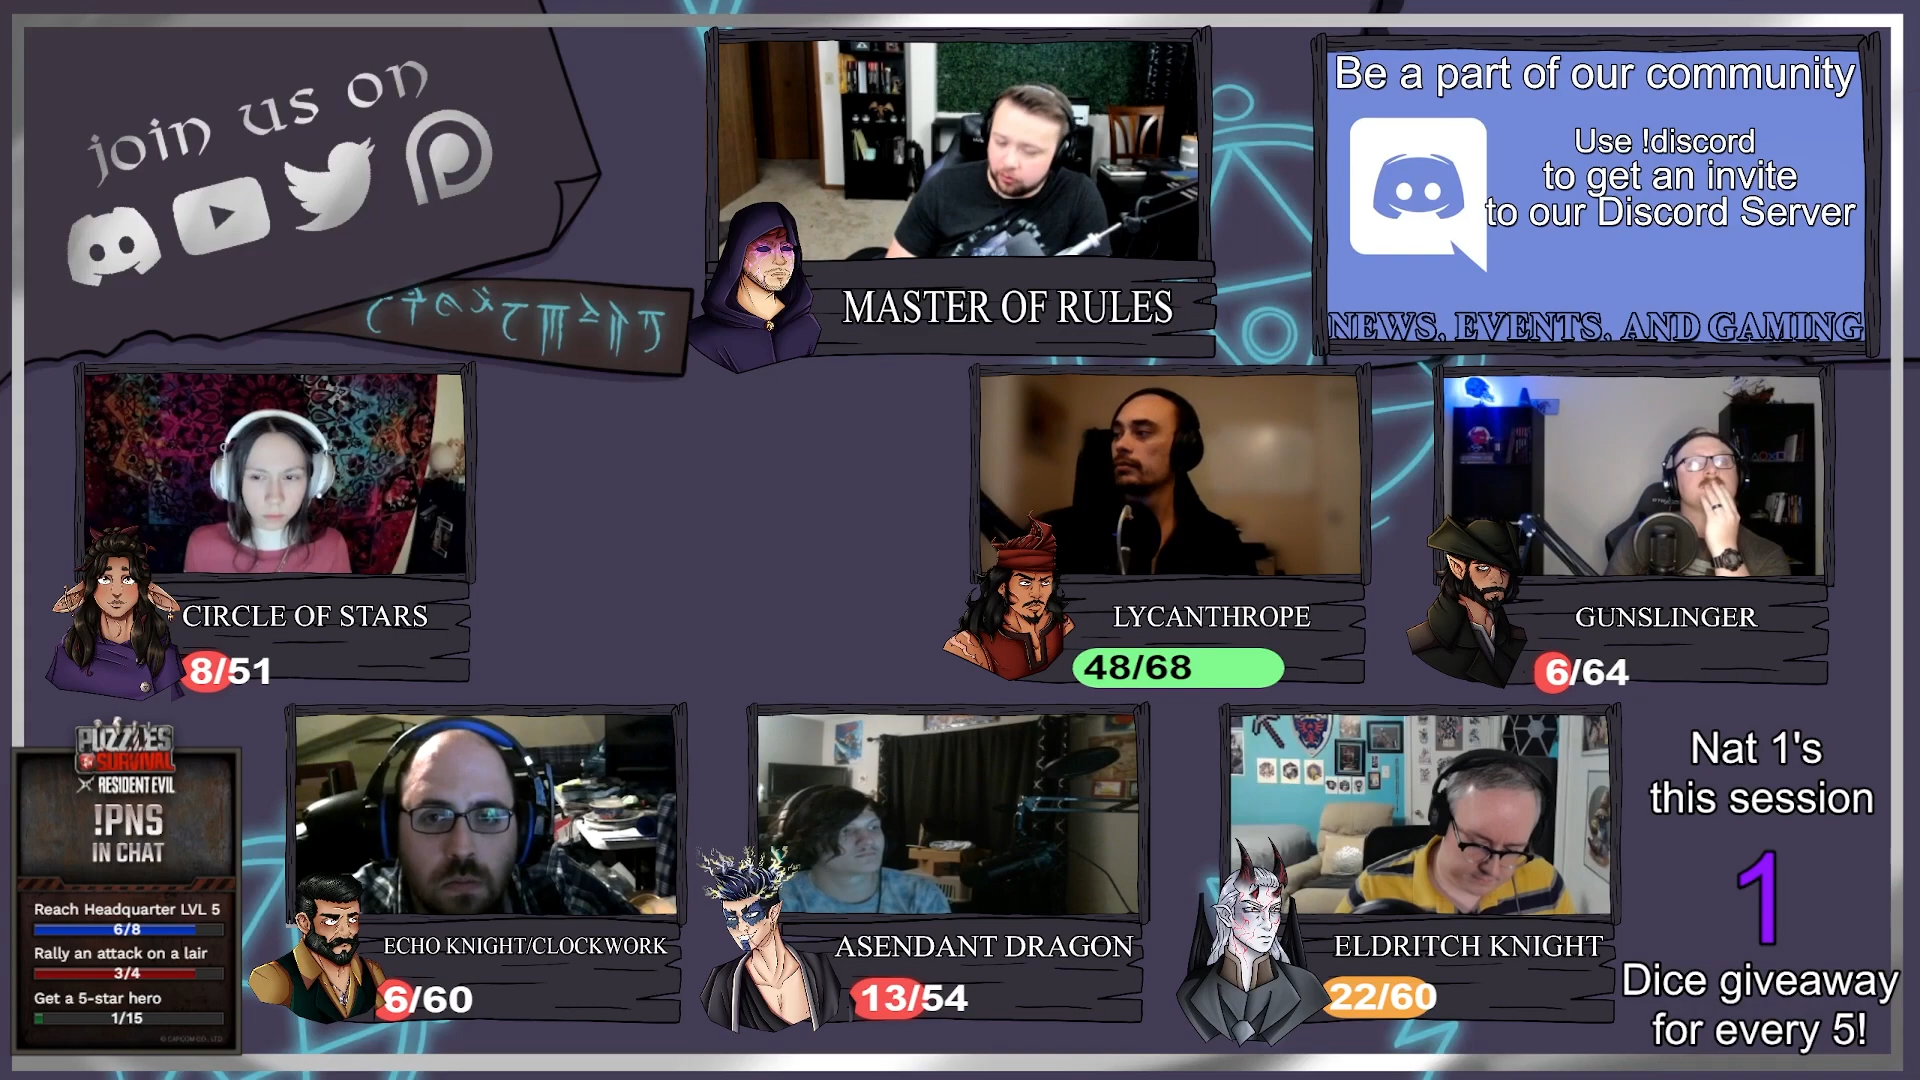 join us on
MASTER OF RULES
Be a part of our community
Use !discord
to get an invite
to our Discord Server
NEWS, EVENTS, AND GAMING
CIRCLE OF STARS
8/51
LYCANTHROPE
48/68
GUNSLINGER
6/64
PUZZLES
& SURVIVAL
RESIDENT EVIL
!PNS
IN CHAT
Reach Headquarter LVL 5
6/8
Rally an attack on a lair
3/4
Get a 5-star hero
1/15
ECHO KNIGHT/CLOCKWORK
6/60
ASENDANT DRAGON
13/54
ELDRITCH KNIGHT
22/60
Nat 1's
this session
1
Dice giveaway
for every 5!